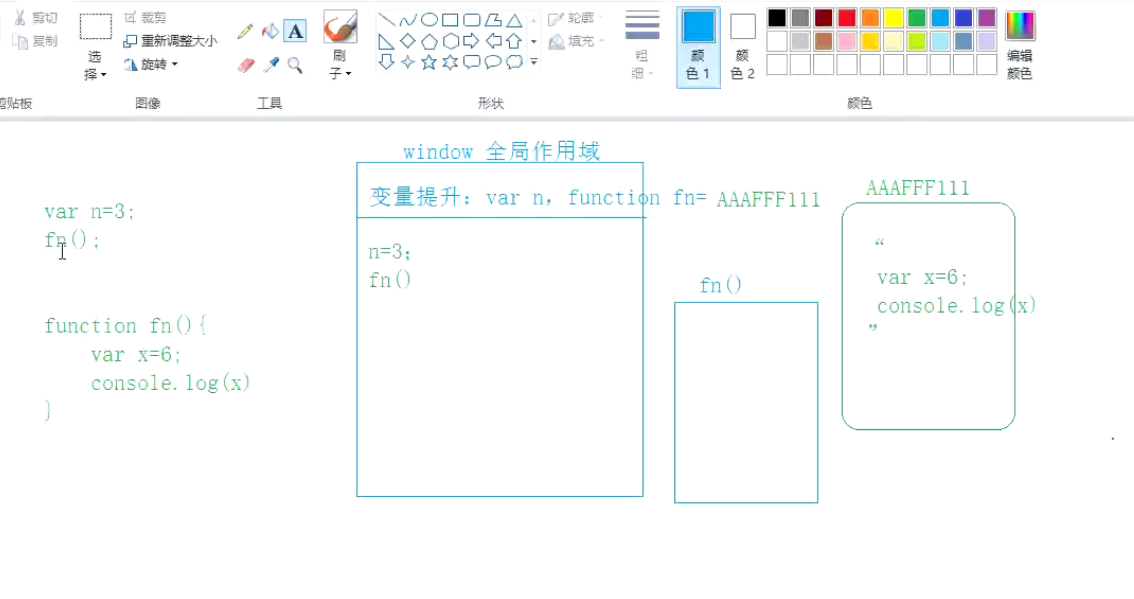 剪切
复制
剪贴板
选
择
裁剪
重新调整大小
旋转
图像
A
工具
刷
子
形状
轮廓
填充
粗
细
颜
色 1
颜
色 2
颜色
编辑
颜色
var n=3;
fn();
function fn(){
var x=6;
console.log(x)
}
window 全局作用域
变量提升: var n, function fn= AAAFFF111
n=3;
fn()
fn()
AAAFFF111
“
var x=6;
console.log(x)
”